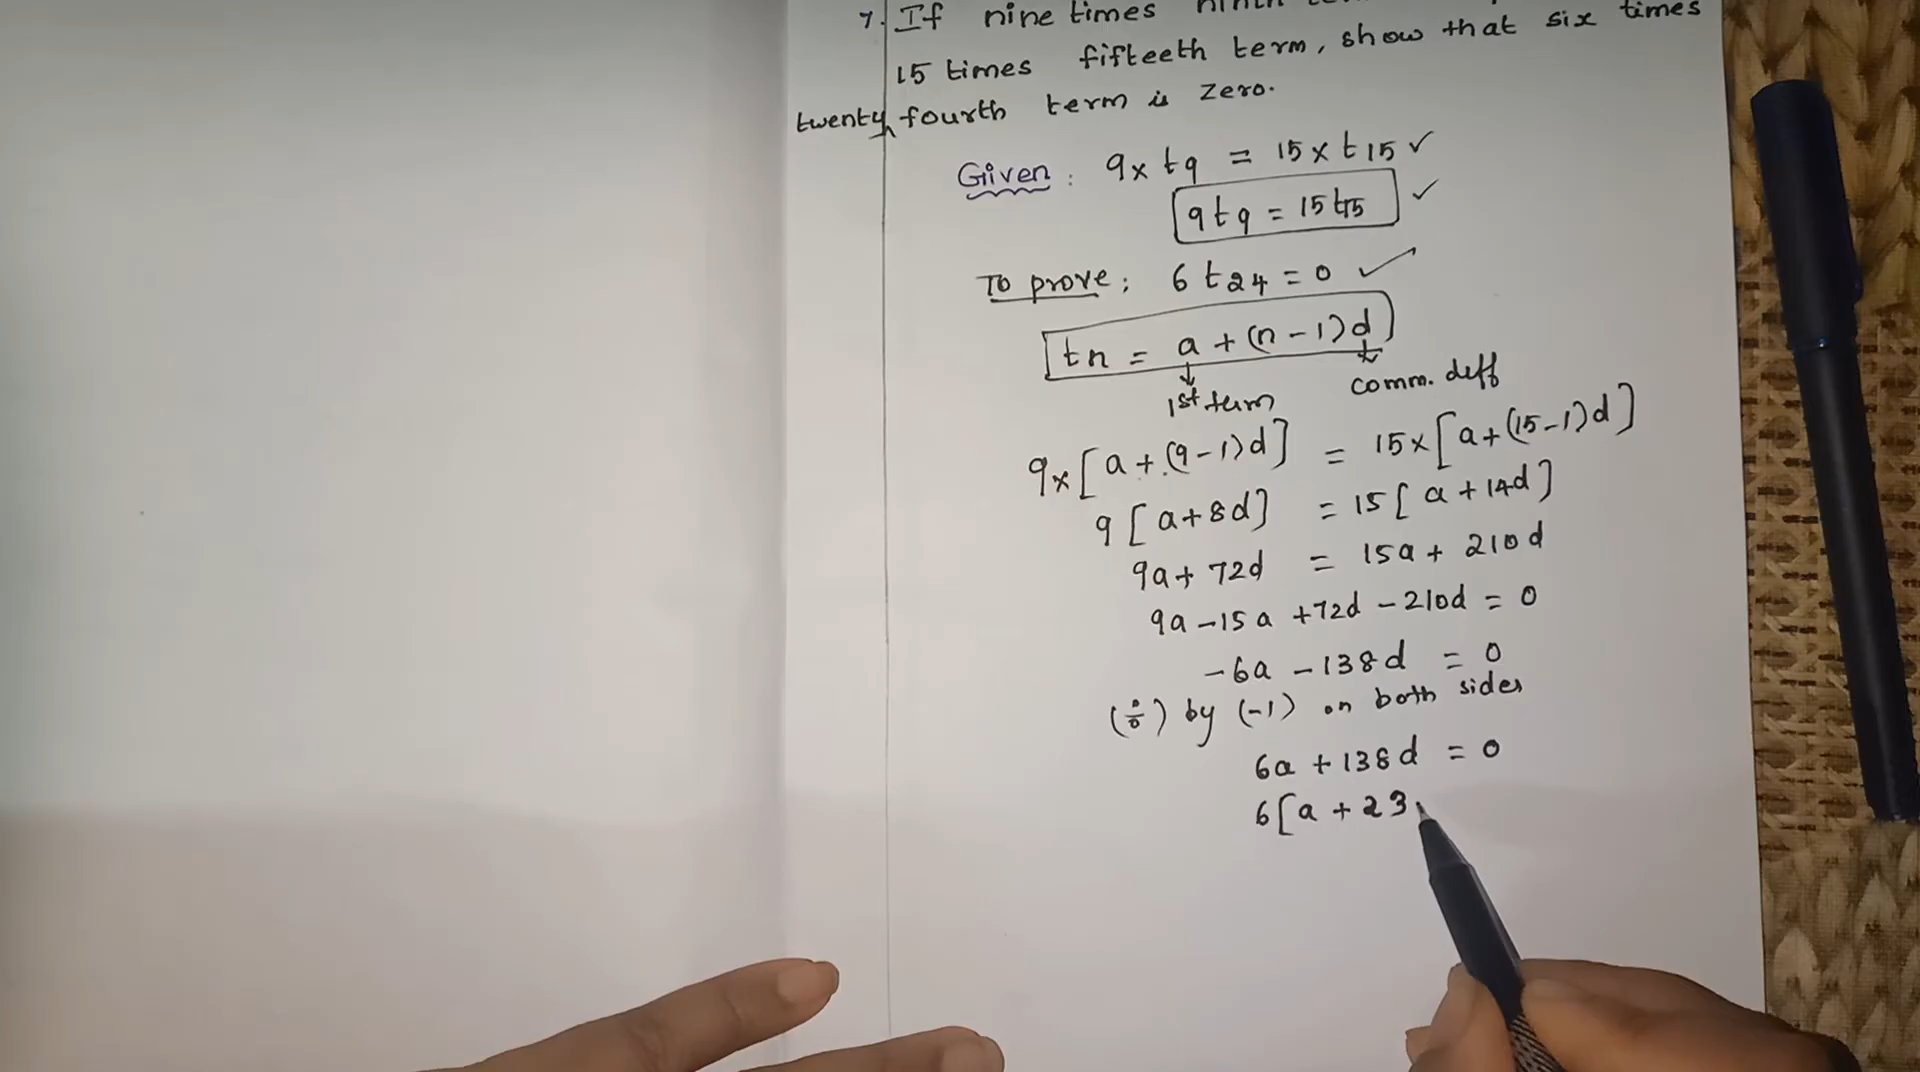 7. If nine times ninth
15 times fifteeth term, show that six times
twenty fourth term is zero.
Given : 9 x t9 = 15 x t15 ✓
9t9 = 15t15 ✓
To prove : 6 t24 = 0 ✓
tn = a + (n - 1)d
1st term comm. diff
9x[a + (9 - 1)d] = 15x[a + (15 - 1)d]
9[a + 8d] = 15[a + 14d]
9a + 72d = 15a + 210d
9a - 15a + 72d - 210d = 0
-6a - 138d = 0
(÷) by (-1) on both sides
6a + 138d = 0
6[a + 23